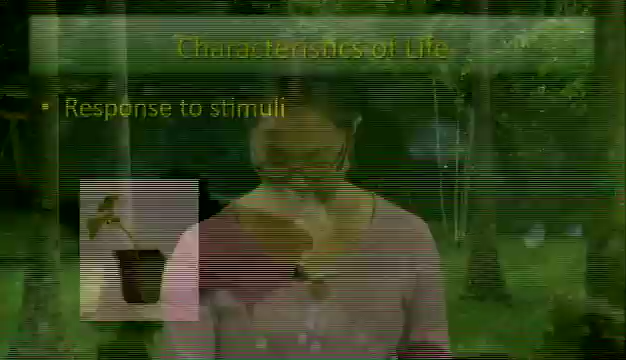 Characteristics of Life
• Response to stimuli